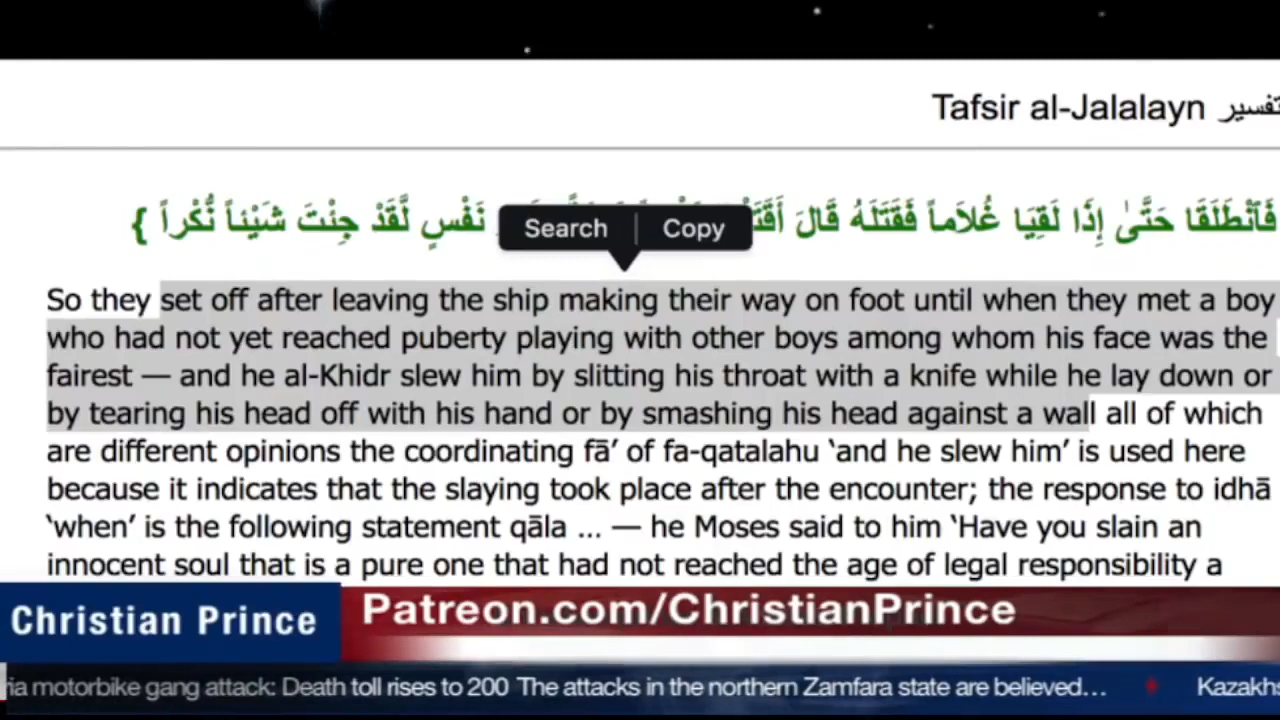 Tafsir al-Jalalayn تفسير
فَٱنْطَلَقَا حَتَّىٰ إِذَا لَقِيَا غُلاَماً فَقَتَلَهُ قَالَ نَفْسٍ لَّقَدْ جِئْتَ شَيْئاً نُّكْراً }
Search | Copy
So they set off after leaving the ship making their way on foot until when they met a boy
who had not yet reached puberty playing with other boys among whom his face was the
fairest — and he al-Khidr slew him by slitting his throat with a knife while he lay down or
by tearing his head off with his hand or by smashing his head against a wall all of which
are different opinions the coordinating fā’ of fa-qatalahu ‘and he slew him’ is used here
because it indicates that the slaying took place after the encounter; the response to idhā
‘when’ is the following statement qāla ... — he Moses said to him ‘Have you slain an
innocent soul that is a pure one that had not reached the age of legal responsibility a
Christian Prince
Patreon.com/ChristianPrince
ria motorbike gang attack: Death toll rises to 200 The attacks in the northern Zamfara state are believed... Kazakhs